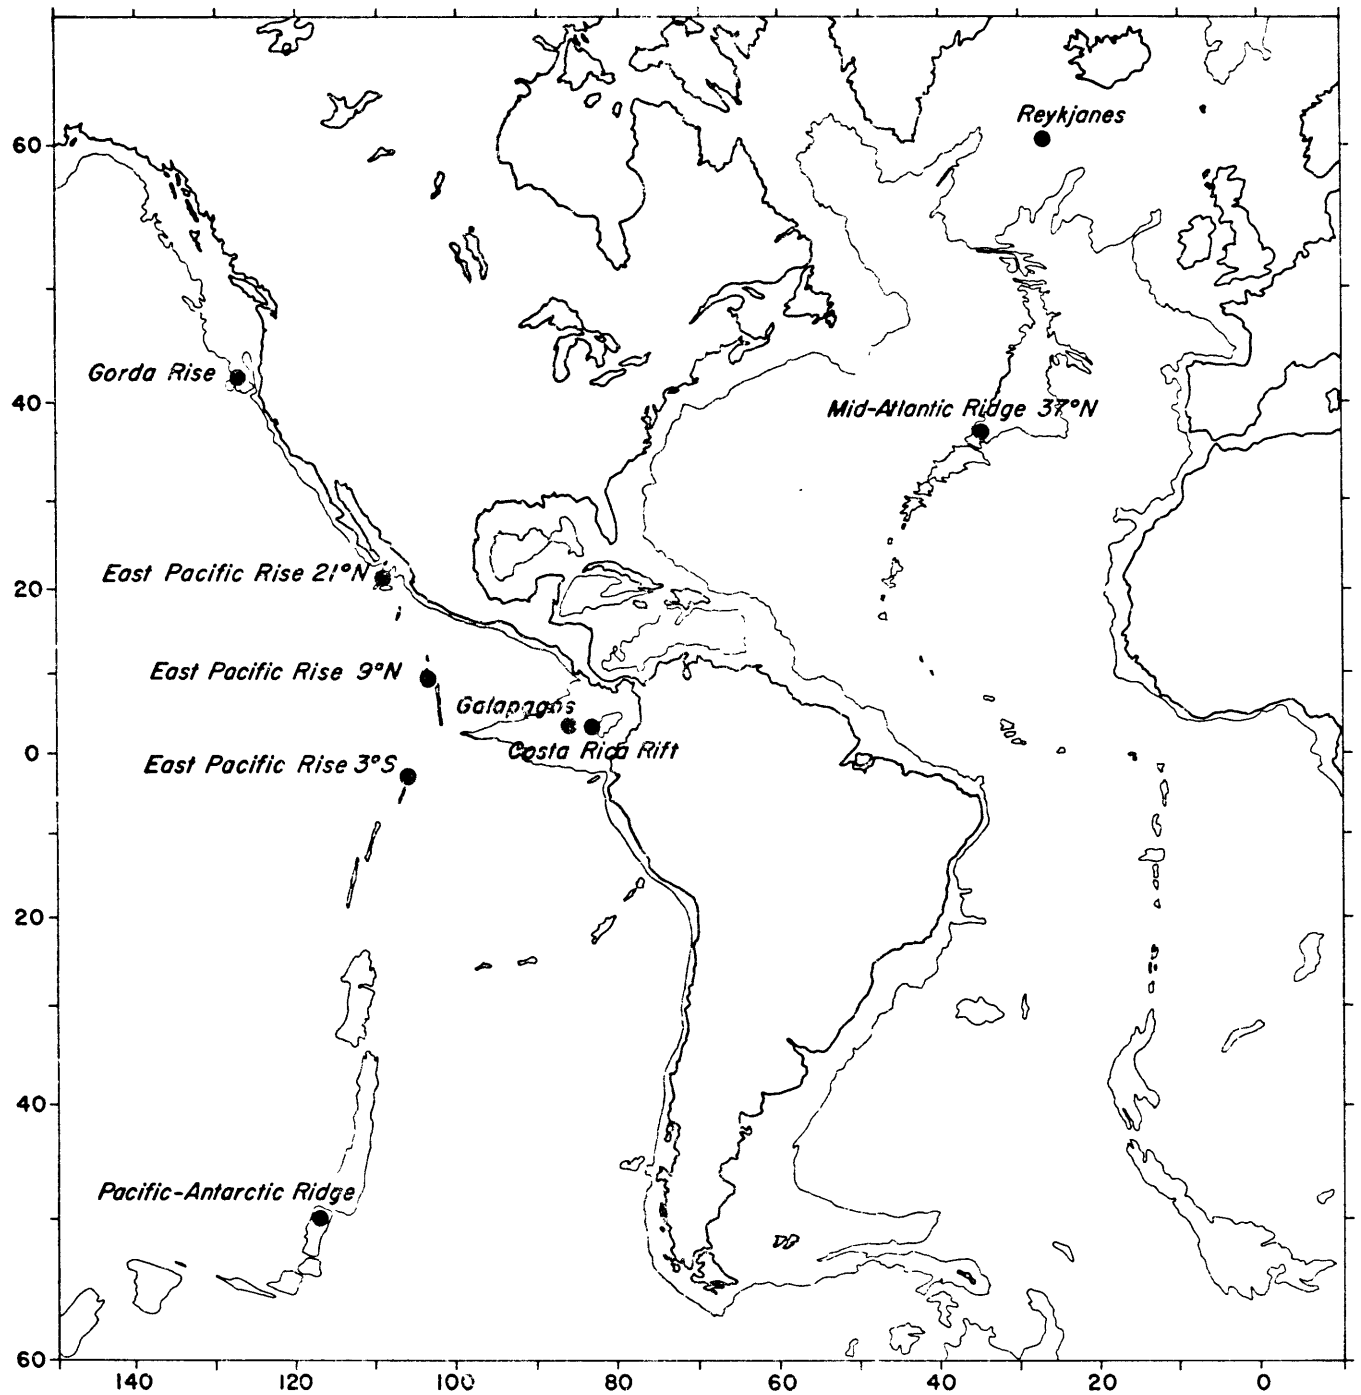 Reykjanes
60
Gorda Rise
40
Mid-Atlantic Ridge 37°N
East Pacific Rise 21°N
20
East Pacific Rise 9°N
Galapagos
0
Costa Rica Rift
East Pacific Rise 3°S
20
40
Pacific-Antarctic Ridge
60
140 120 100 80 60 40 20 0